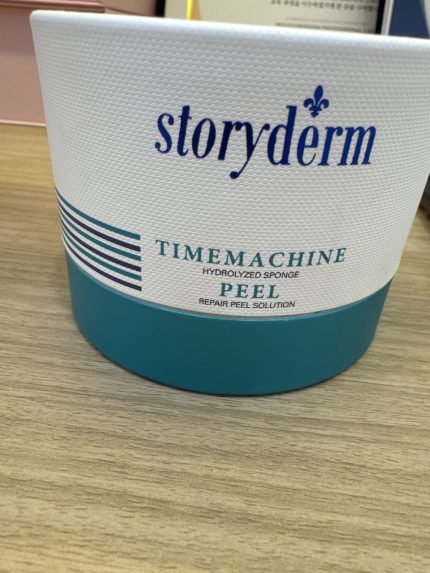 storyderm
TIMEMACHINE
HYDROLYZED SPONGE
PEEL
REPAIR PEEL SOLUTION